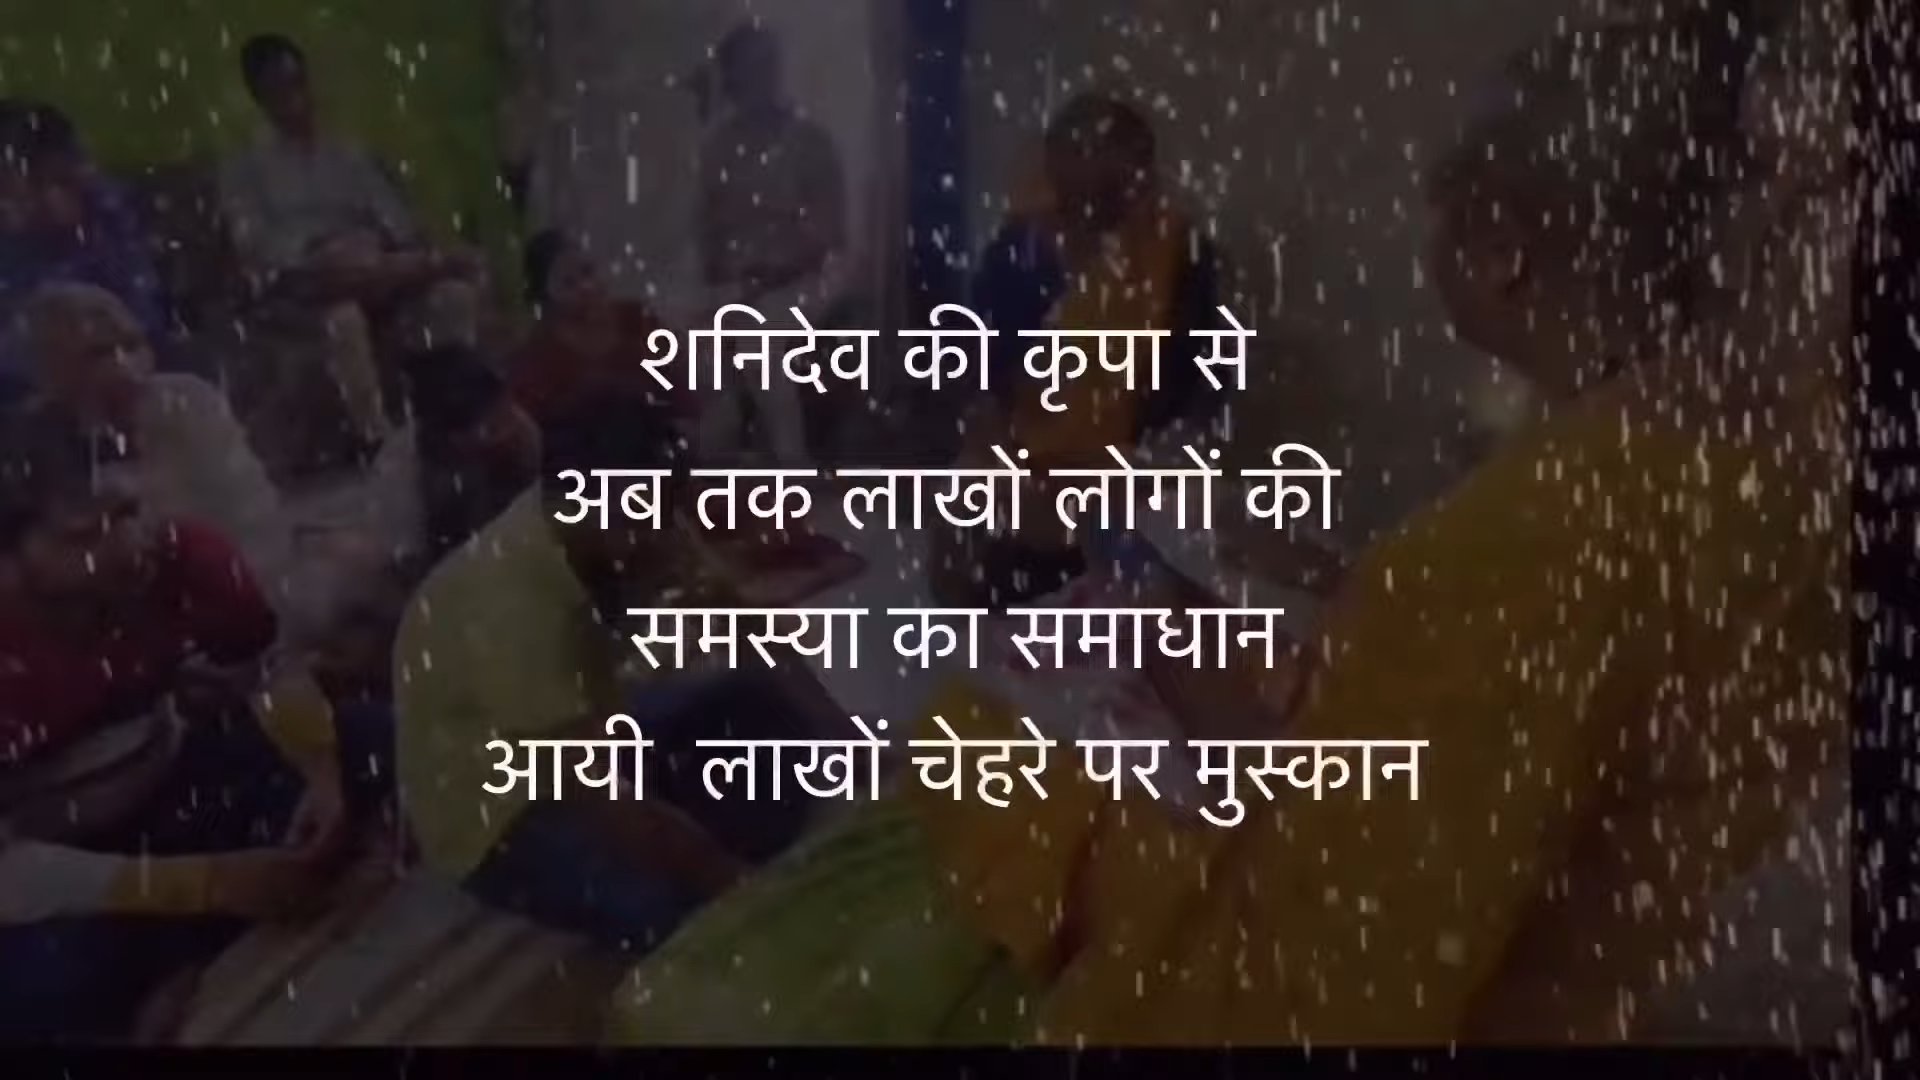 शनिदेव की कृपा से
अब तक लाखों लोगों की
समस्या का समाधान
आयी लाखों चेहरे पर मुस्कान